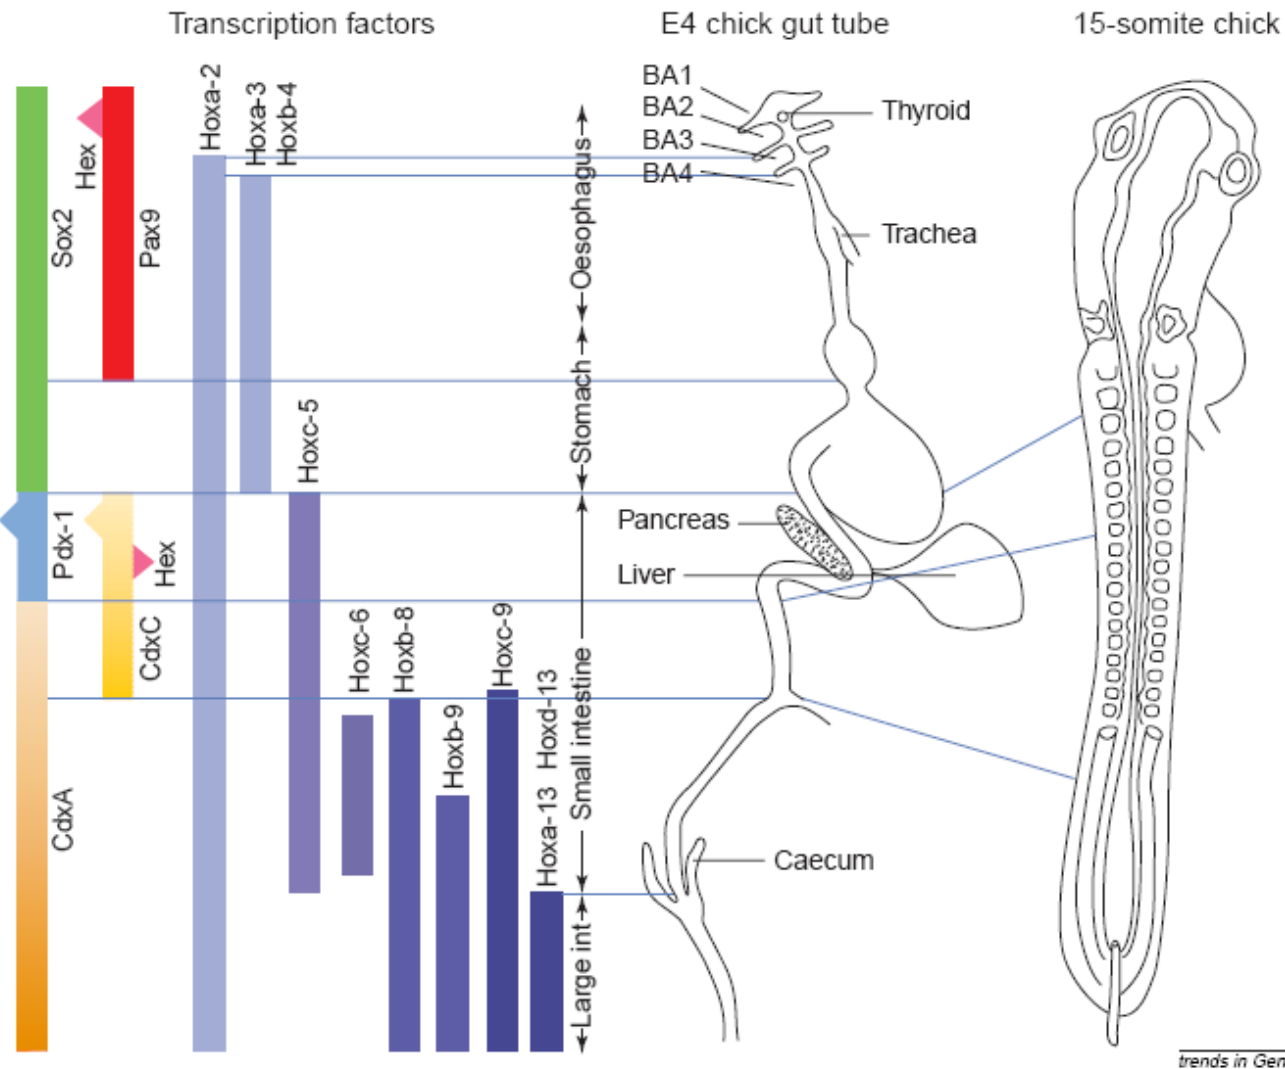 Transcription factors
E4 chick gut tube
15-somite chick
Sox2
Hex
Pax9
Hoxa-2
Hoxa-3
Hoxb-4
Hoxc-5
Pdx-1
Hex
CdxC
CdxA
Hoxc-6
Hoxb-8
Hoxb-9
Hoxc-9
Hoxa-13 Hoxd-13
Oesophagus
Stomach
Small intestine
Large int
BA1
BA2
BA3
BA4
Thyroid
Trachea
Pancreas
Liver
Caecum
trends in Gen